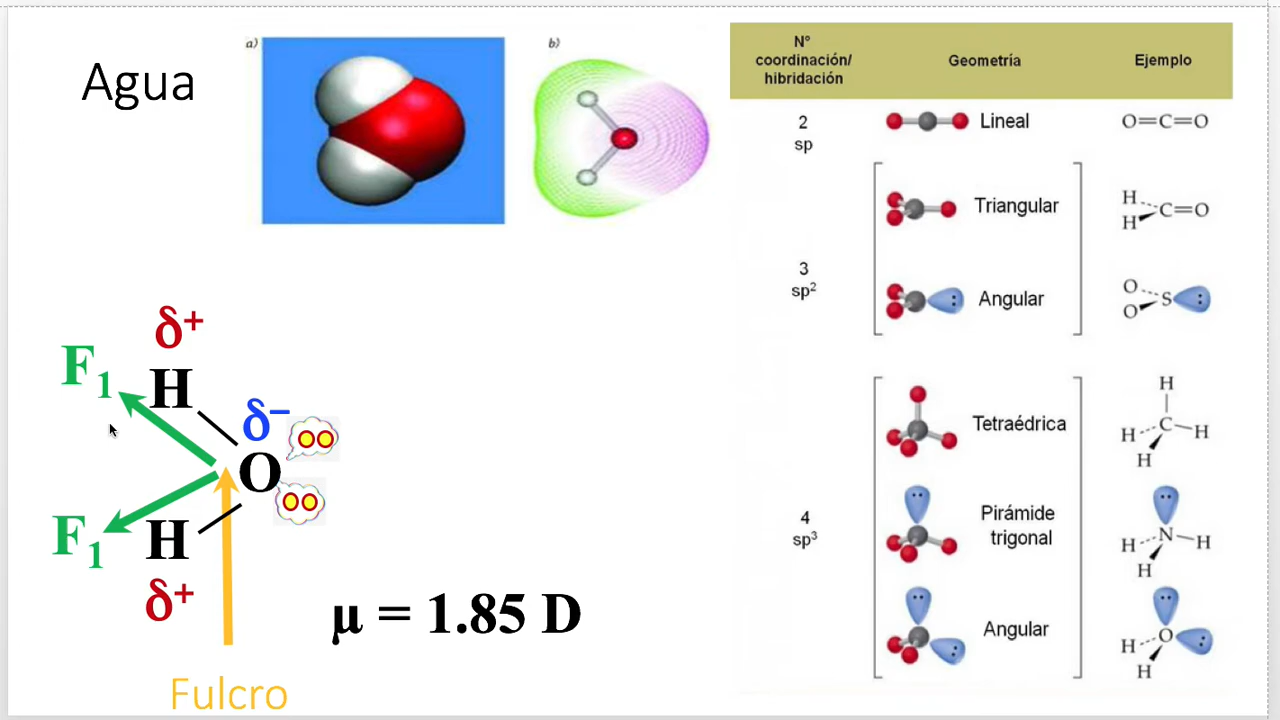 Agua
a)
b)
δ+
F1
H
δ−
O
F1
H
δ+
μ = 1.85 D
Fulcro
N° coordinación/ hibridación
Geometría
Ejemplo
2
sp
Lineal
O=C=O
3
sp²
Triangular
H
H
C=O
Angular
O
O
S
4
sp³
Tetraédrica
H
H
C
H
H
Pirámide
trigonal
H
N
H
H
Angular
H
O
H